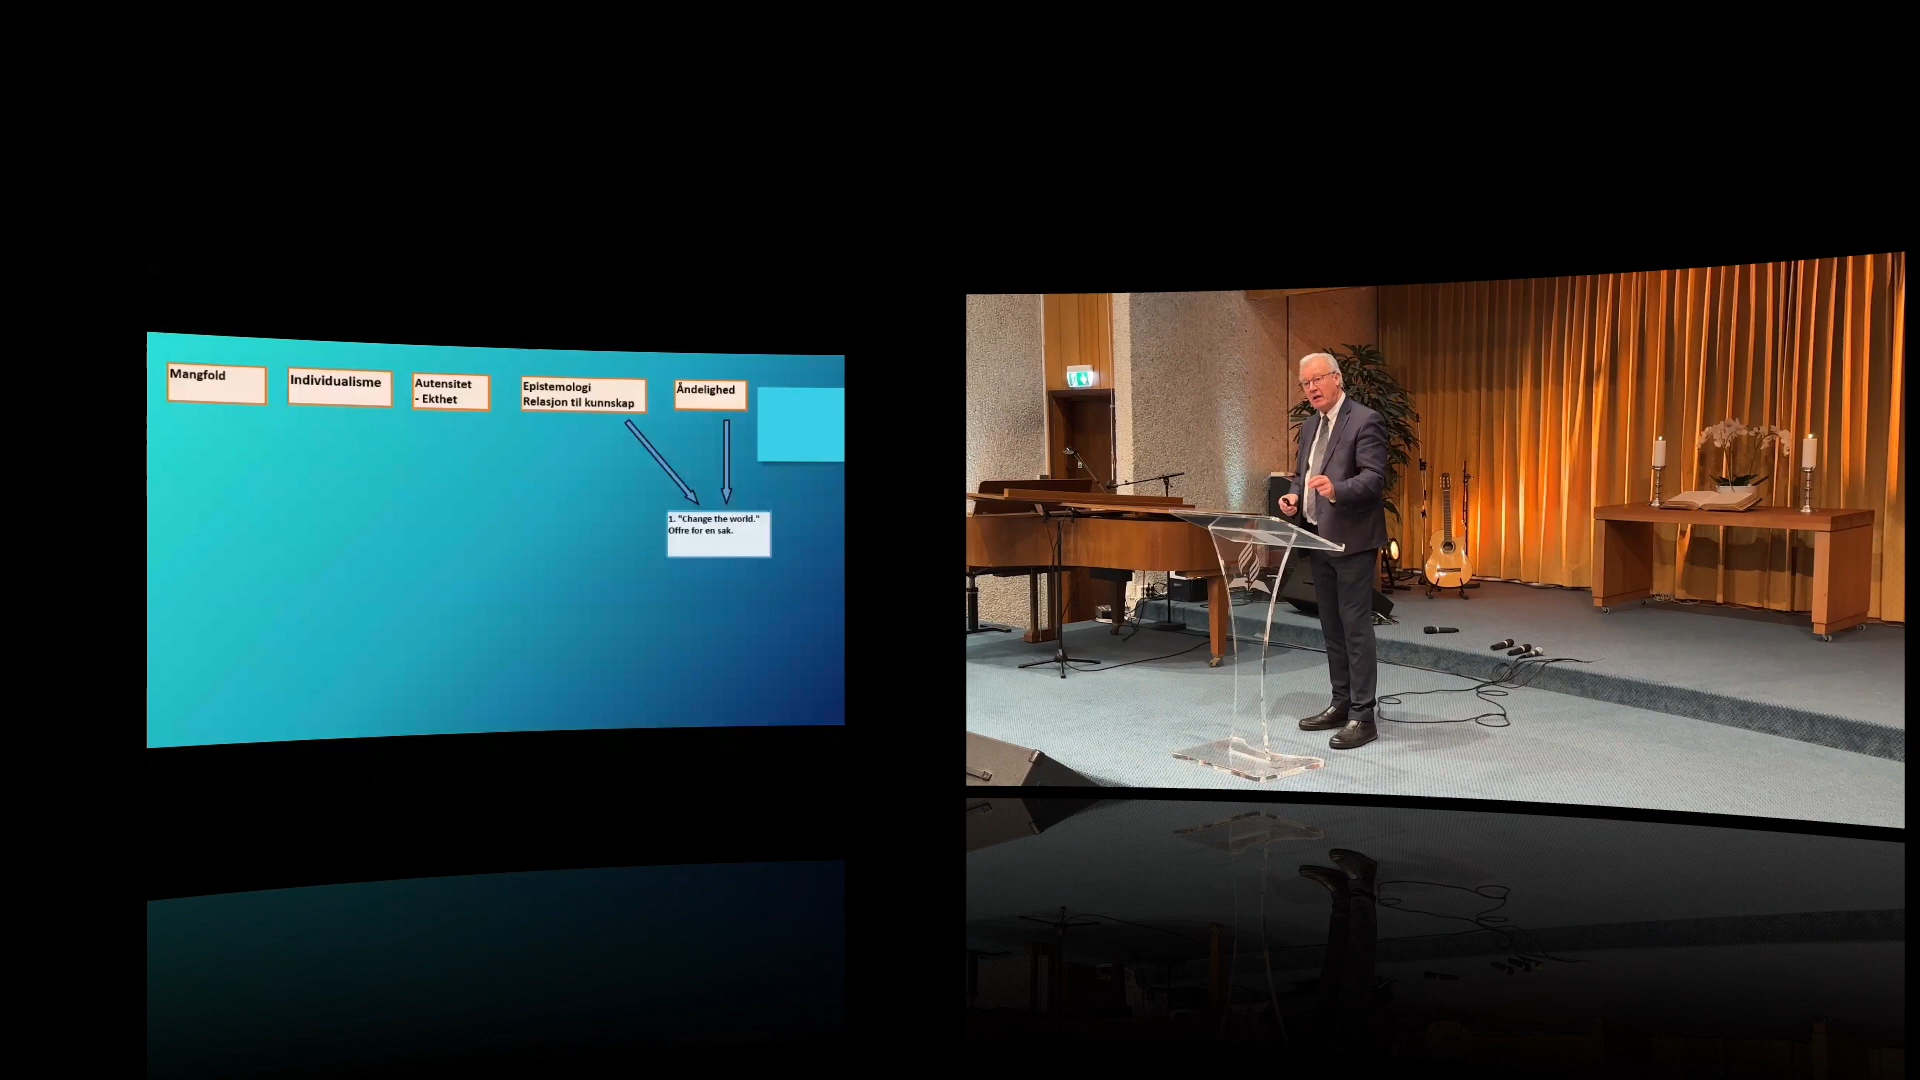 Mangfold
Individualisme
Autensitet
- Ekthet
Epistemologi
Relasjon til kunnskap
Åndelighed
1. "Change the world."
Offre for en sak.